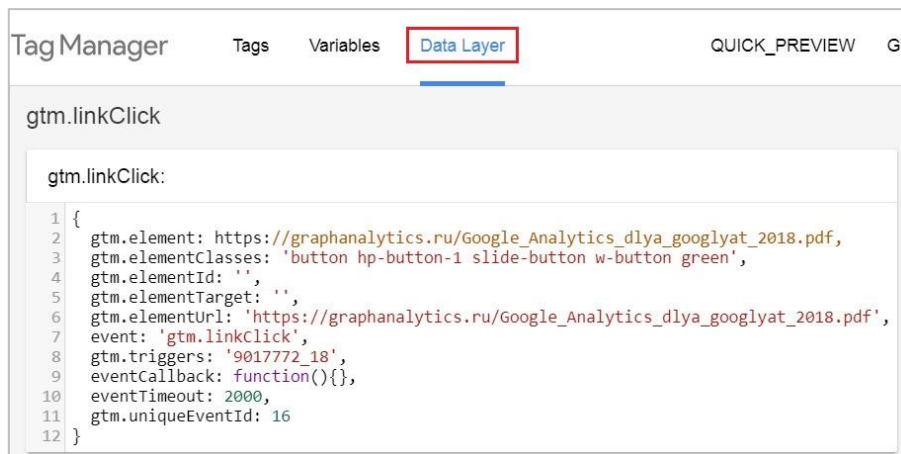 Tag Manager Tags Variables Data Layer QUICK_PREVIEW G
gtm.linkClick
gtm.linkClick:
1 {
2 gtm.element: https://graphanalytics.ru/Google_Analytics_dlya_googlyat_2018.pdf,
3 gtm.elementClasses: 'button hp-button-1 slide-button w-button green',
4 gtm.elementId: '',
5 gtm.elementTarget: '',
6 gtm.elementUrl: 'https://graphanalytics.ru/Google_Analytics_dlya_googlyat_2018.pdf',
7 event: 'gtm.linkClick',
8 gtm.triggers: '9017772_18',
9 eventCallback: function(){},
10 eventTimeout: 2000,
11 gtm.uniqueEventId: 16
12 }